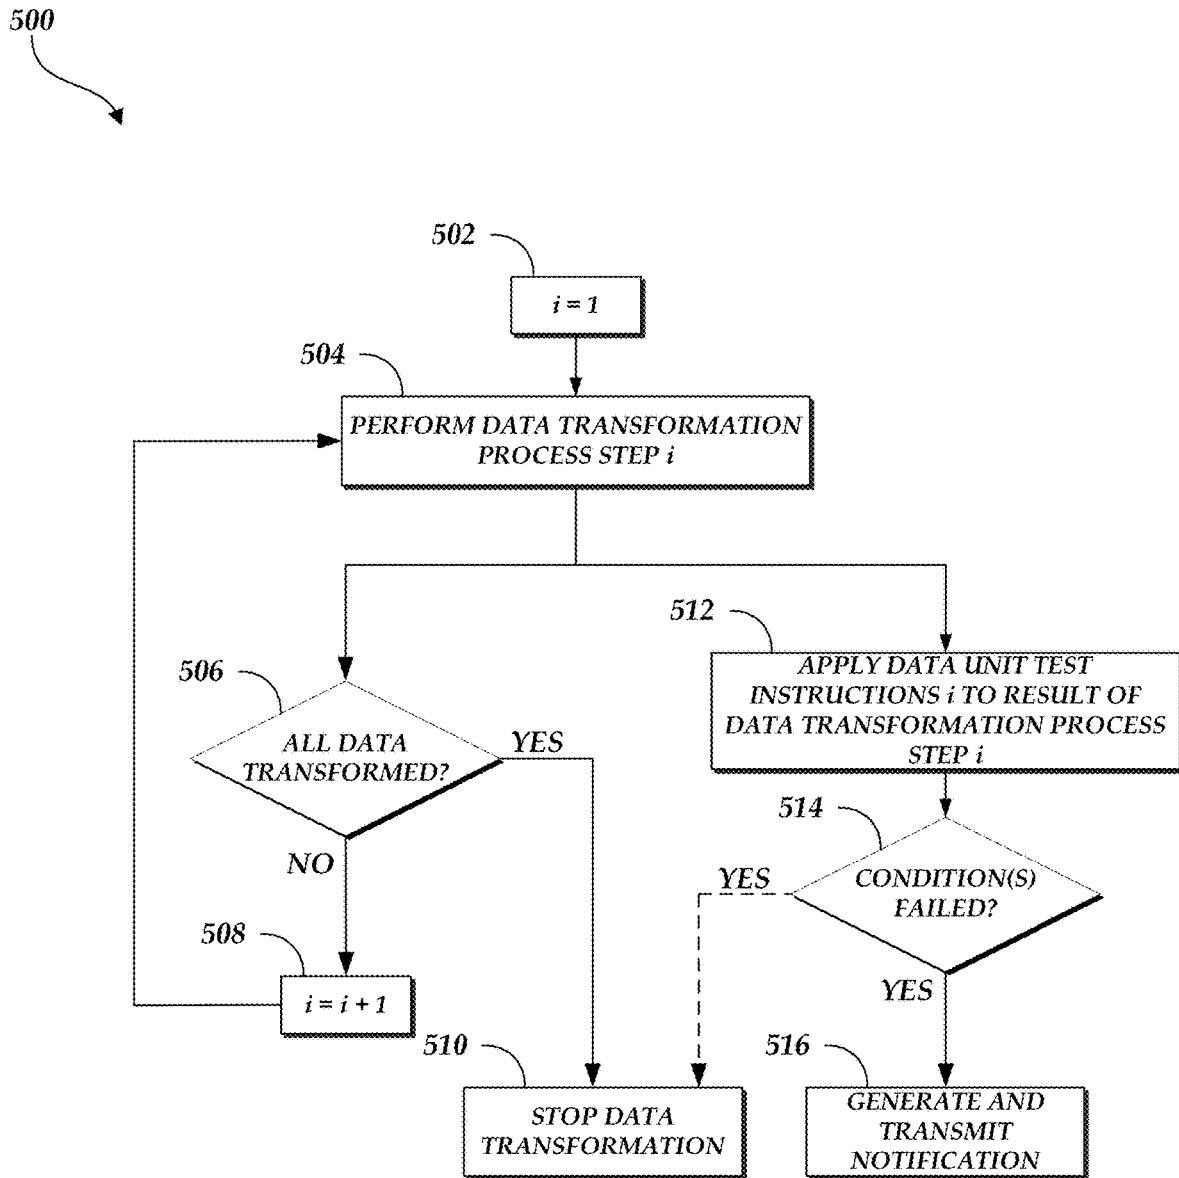 500
502
i = 1
504
PERFORM DATA TRANSFORMATION
PROCESS STEP i
506
ALL DATA
TRANSFORMED?
YES
NO
508
i = i + 1
512
APPLY DATA UNIT TEST
INSTRUCTIONS i TO RESULT OF
DATA TRANSFORMATION PROCESS
STEP i
514
CONDITION(S)
FAILED?
YES
YES
510
STOP DATA
TRANSFORMATION
516
GENERATE AND
TRANSMIT
NOTIFICATION